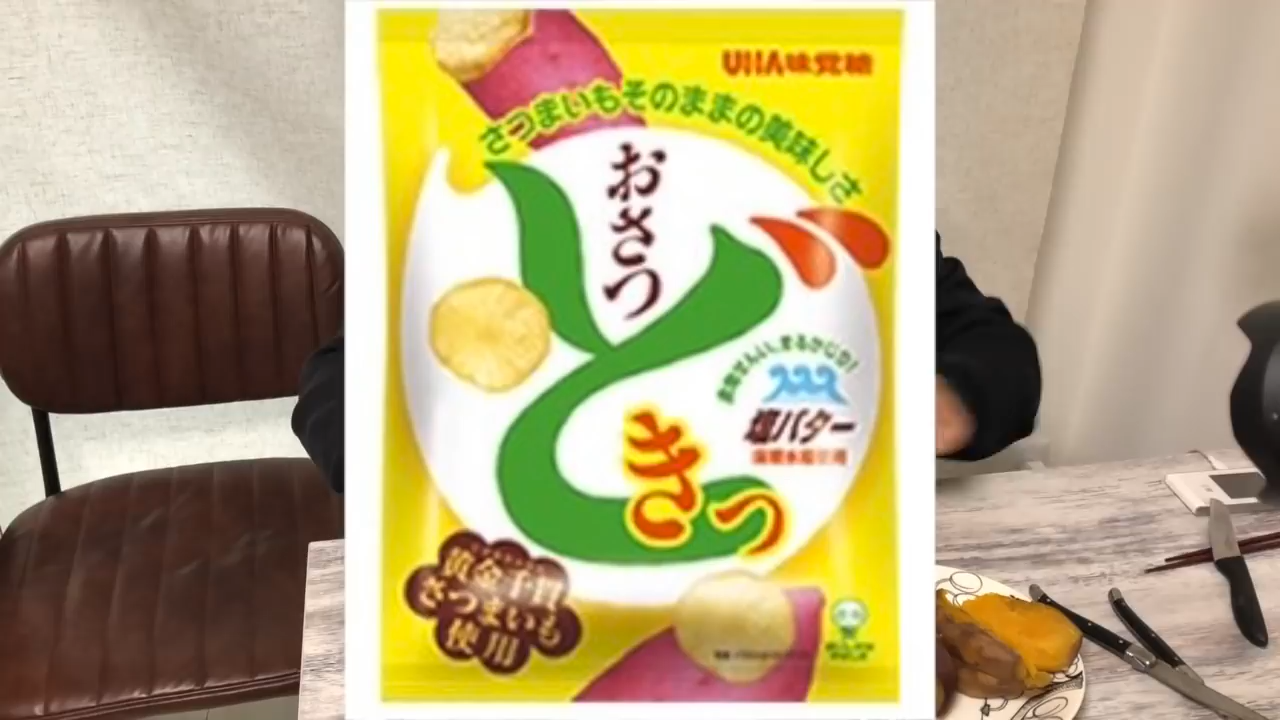 UHA味覚糖
さつまいもそのままの美味しさ
おさつ
どきっ
塩バター
黄金千貫
さつまいも
使用